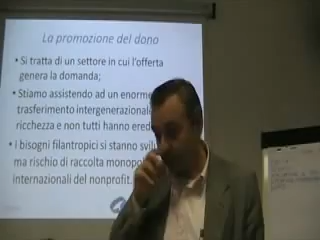 La promozione del dono
• Si tratta di un settore in cui l'offerta
genera la domanda;
• Stiamo assistendo ad un enorme
trasferimento intergenerazionale
ricchezza e non tutti hanno ered
• I bisogni filantropici si stanno svil
ma rischio di raccolta monopol
internazionali del nonprofit.